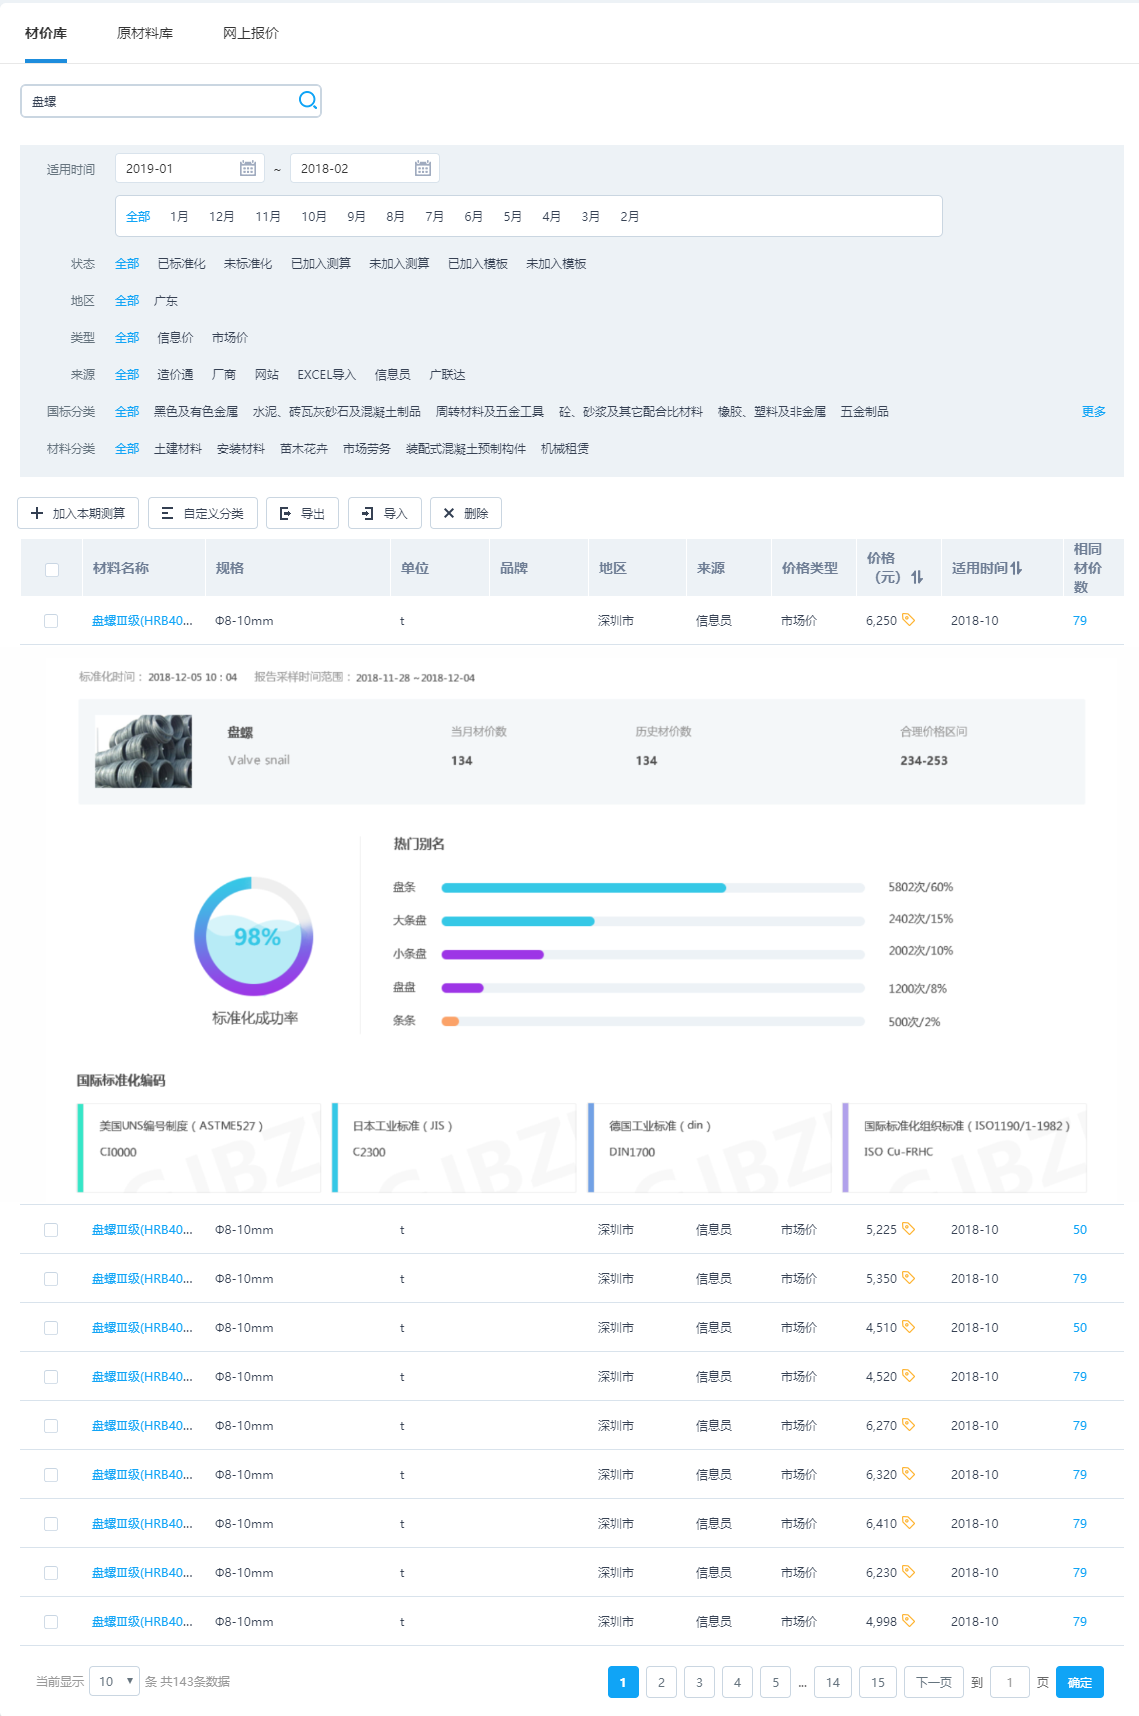 材价库 原材料库 网上报价
盘螺
适用时间 2019-01 ~ 2018-02
全部 1月 12月 11月 10月 9月 8月 7月 6月 5月 4月 3月 2月
状态 全部 已标准化 未标准化 已加入测算 未加入测算 已加入模板 未加入模板
地区 全部 广东
类型 全部 信息价 市场价
来源 全部 造价通 厂商 网站 EXCEL导入 信息员 广联达
国标分类 全部 黑色及有色金属 水泥、砖瓦灰砂石及混凝土制品 周转材料及五金工具 砼、砂浆及其它配合比材料 橡胶、塑料及非金属 五金制品 更多
材料分类 全部 土建材料 安装材料 苗木花卉 市场劳务 装配式混凝土预制构件 机械租赁
加入本期测算 自定义分类 导出 导入 删除
材料名称 规格 单位 品牌 地区 来源 价格类型 价格（元） 适用时间 相同材价数
盘螺Ⅲ级(HRB40... Φ8-10mm t 深圳市 信息员 市场价 6,250 2018-10 79
标准化时间： 2018-12-05 10：04 报告采样时间范围： 2018-11-28 ~2018-12-04
盘螺 当月材价数 历史材价数 合理价格区问
Valve snail 134 134 234-253
热门别名
盘条 5802次/60%
大条盘 2402次/15%
小条盘 2002次/10%
盘盘 1200次/8%
条条 500次/2%
98%
标准化成功率
国际标准化编码
美国UNS编号制度（ASTME527） 日本工业标准（JIS） 德国工业标准（din） 国际标准化组织标准（ISO1190/1-1982）
CI0000 C2300 DIN1700 ISO Cu-FRHC
盘螺Ⅲ级(HRB40... Φ8-10mm t 深圳市 信息员 市场价 5,225 2018-10 50
盘螺Ⅲ级(HRB40... Φ8-10mm t 深圳市 信息员 市场价 5,350 2018-10 79
盘螺Ⅲ级(HRB40... Φ8-10mm t 深圳市 信息员 市场价 4,510 2018-10 50
盘螺Ⅲ级(HRB40... Φ8-10mm t 深圳市 信息员 市场价 4,520 2018-10 79
盘螺Ⅲ级(HRB40... Φ8-10mm t 深圳市 信息员 市场价 6,270 2018-10 79
盘螺Ⅲ级(HRB40... Φ8-10mm t 深圳市 信息员 市场价 6,320 2018-10 79
盘螺Ⅲ级(HRB40... Φ8-10mm t 深圳市 信息员 市场价 6,410 2018-10 79
盘螺Ⅲ级(HRB40... Φ8-10mm t 深圳市 信息员 市场价 6,230 2018-10 79
盘螺Ⅲ级(HRB40... Φ8-10mm t 深圳市 信息员 市场价 4,998 2018-10 79
当前显示 10 条 共143条数据 1 2 3 4 5 ... 14 15 下一页 到 1 页 确定